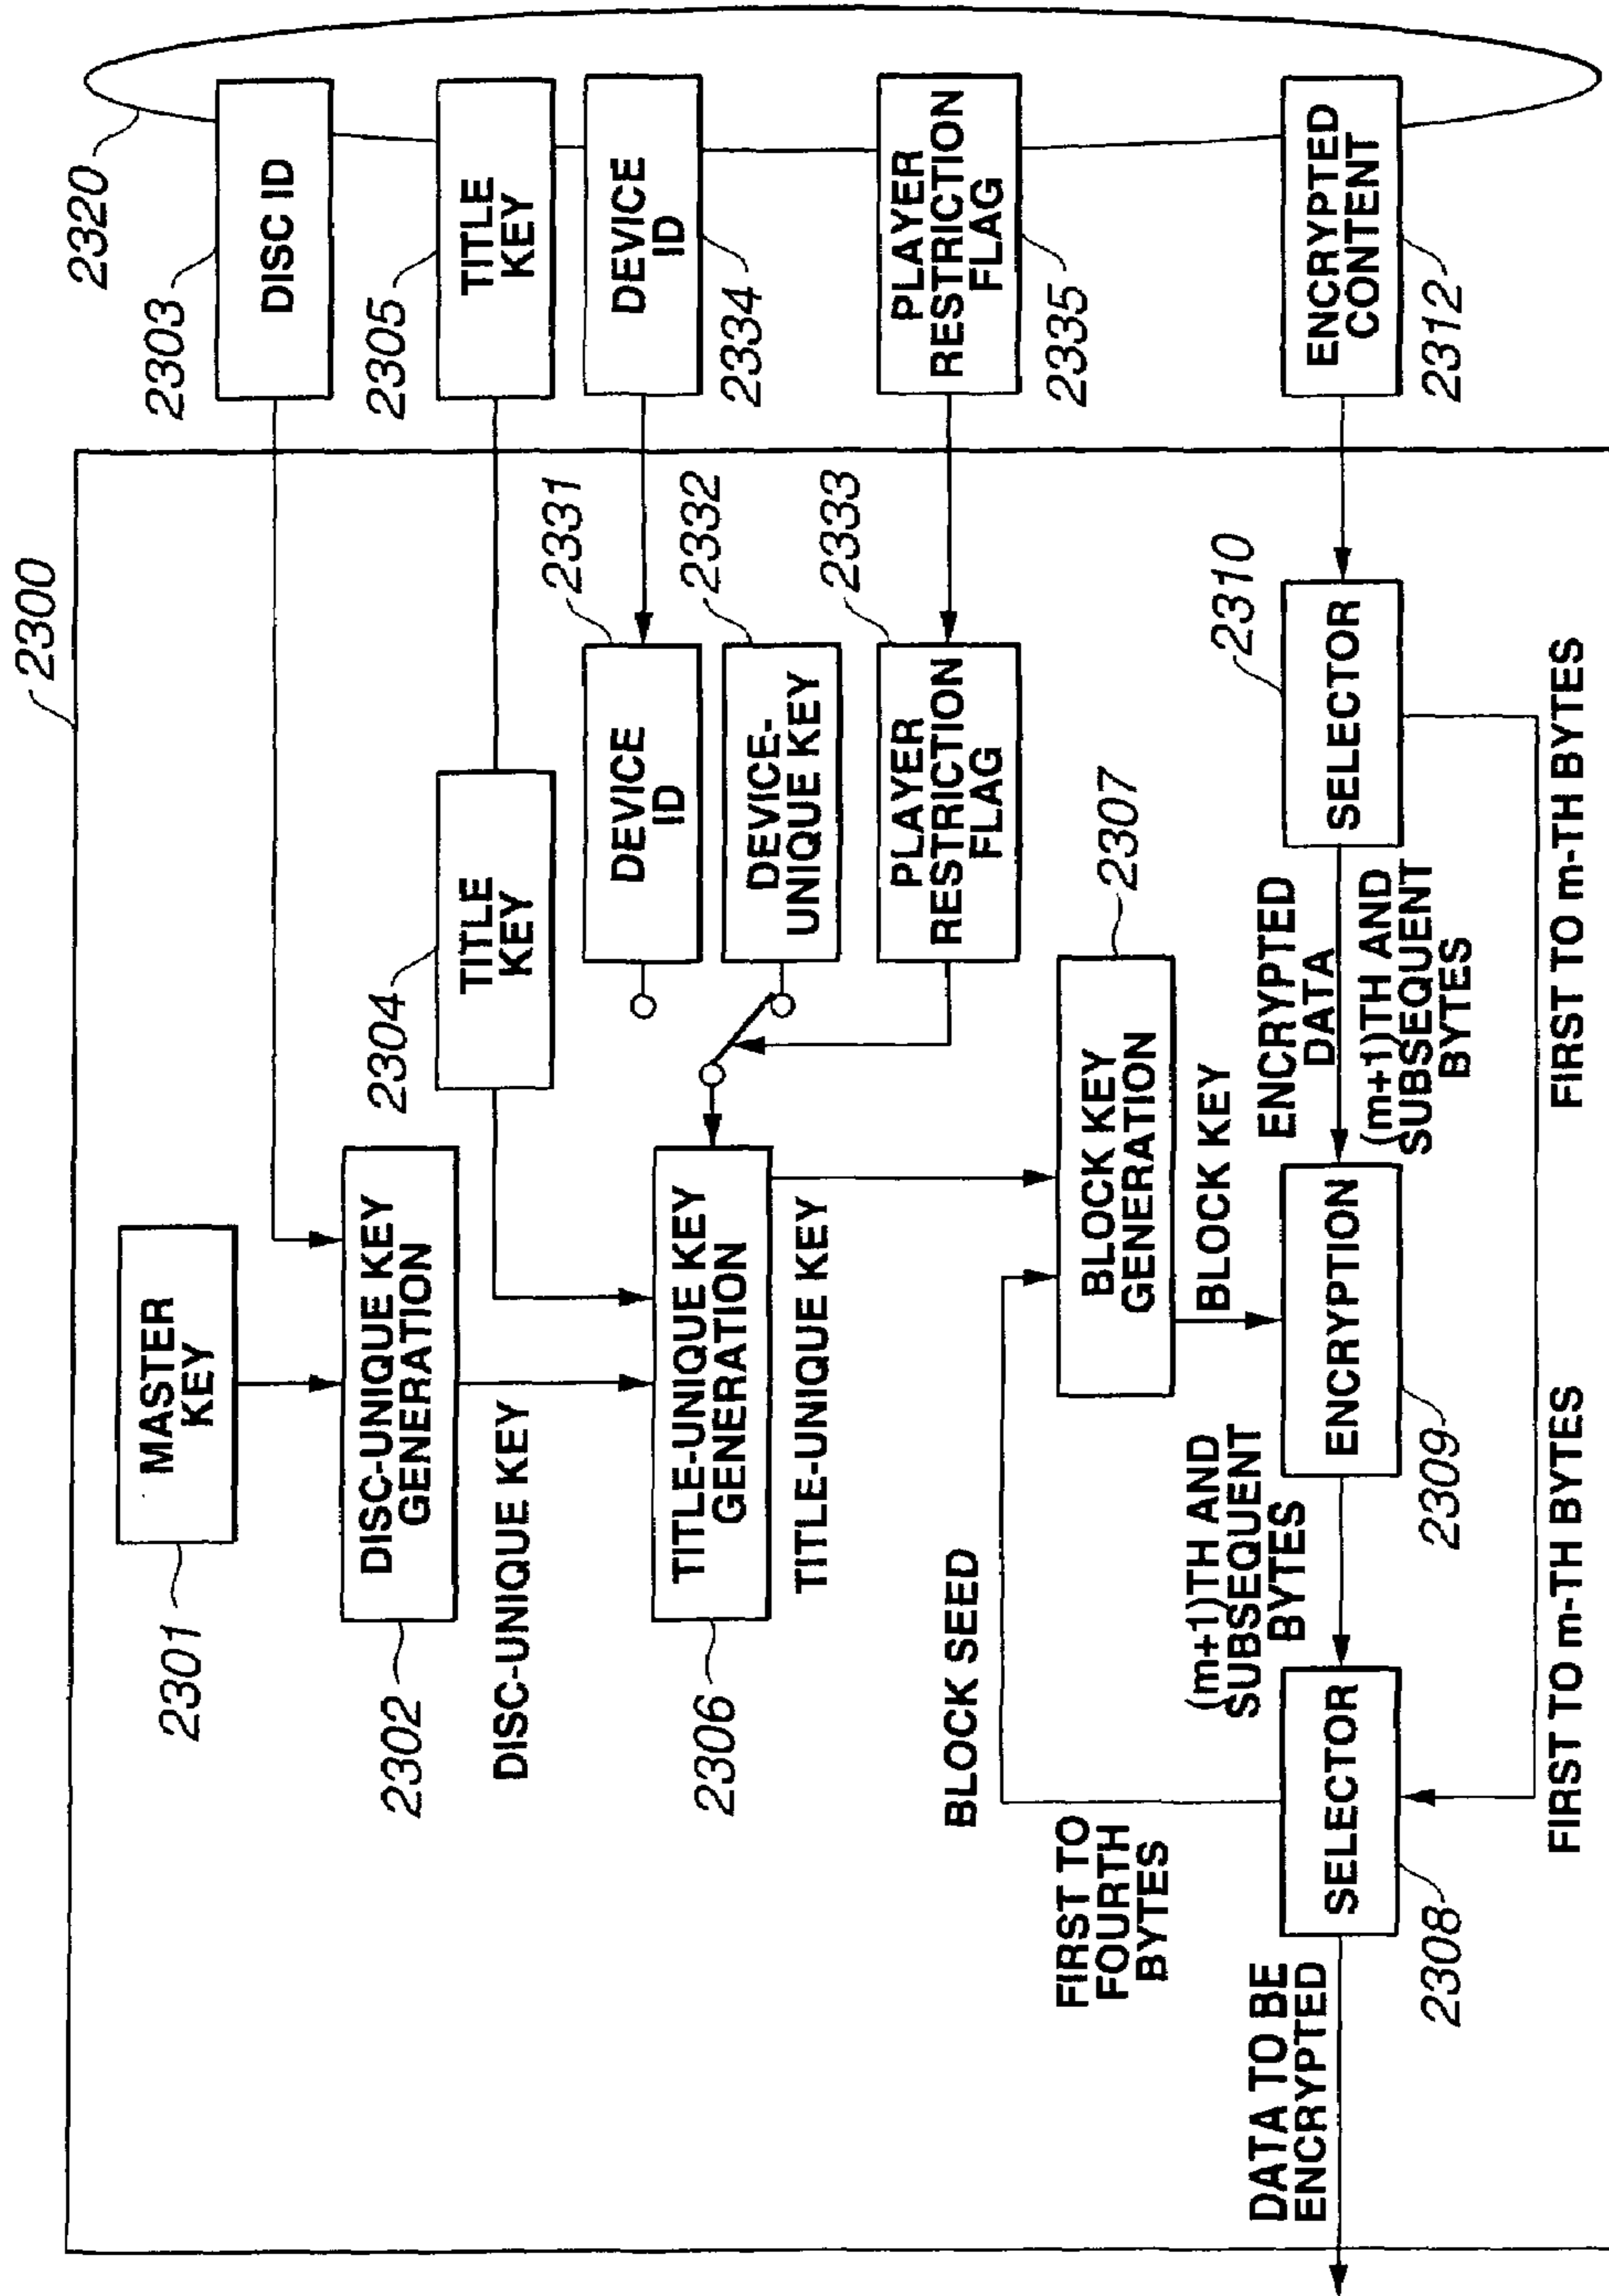 2300
2320
MASTER
KEY
2301
2303
DISC ID
DISC-UNIQUE KEY
GENERATION
2302
DISC-UNIQUE KEY
2304
TITLE
KEY
2305
TITLE
KEY
TITLE-UNIQUE KEY
GENERATION
2306
TITLE-UNIQUE KEY
DEVICE
ID
2331
DEVICE
ID
2334
DEVICE-
UNIQUE KEY
2332
PLAYER
RESTRICTION
FLAG
2333
PLAYER
RESTRICTION
FLAG
2335
BLOCK SEED
BLOCK KEY
GENERATION
2307
BLOCK KEY
FIRST TO
FOURTH
BYTES
DATA TO BE
ENCRYPTED
SELECTOR
2308
(m+1)TH AND
SUBSEQUENT
BYTES
ENCRYPTION
2309
ENCRYPTED
DATA
(m+1)TH AND
SUBSEQUENT
BYTES
SELECTOR
2310
ENCRYPTED
CONTENT
2312
FIRST TO m-TH BYTES
FIRST TO m-TH BYTES